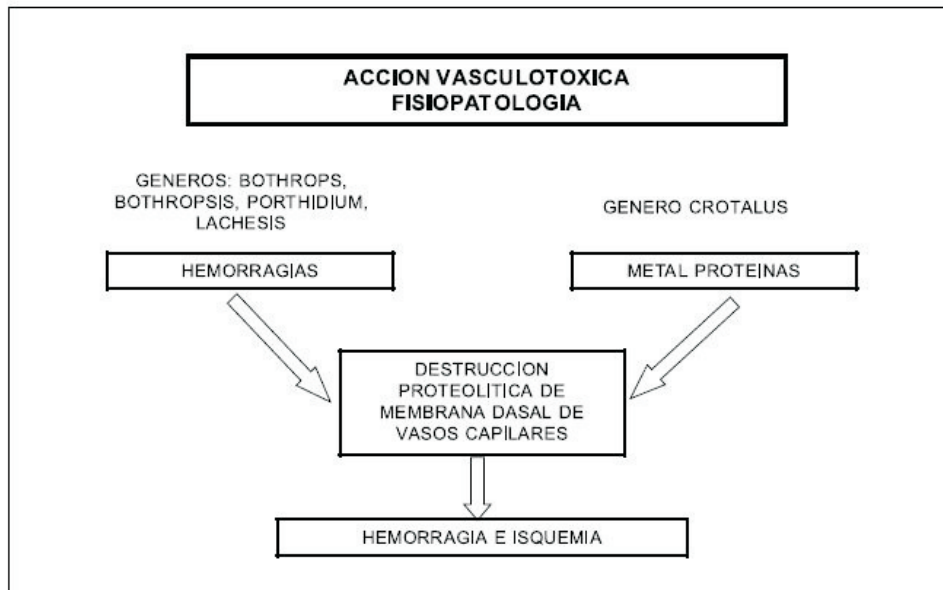 ACCION VASCULOTOXICA
FISIOPATOLOGIA
GENEROS: BOTHROPS,
BOTHROPSIS, PORTHIDIUM,
LACHESIS
HEMORRAGIAS
GENERO CROTALUS
METAL PROTEINAS
DESTRUCCION
PROTEOLITICA DE
MEMBRANA DASAL DE
VASOS CAPILARES
HEMORRAGIA E ISQUEMIA